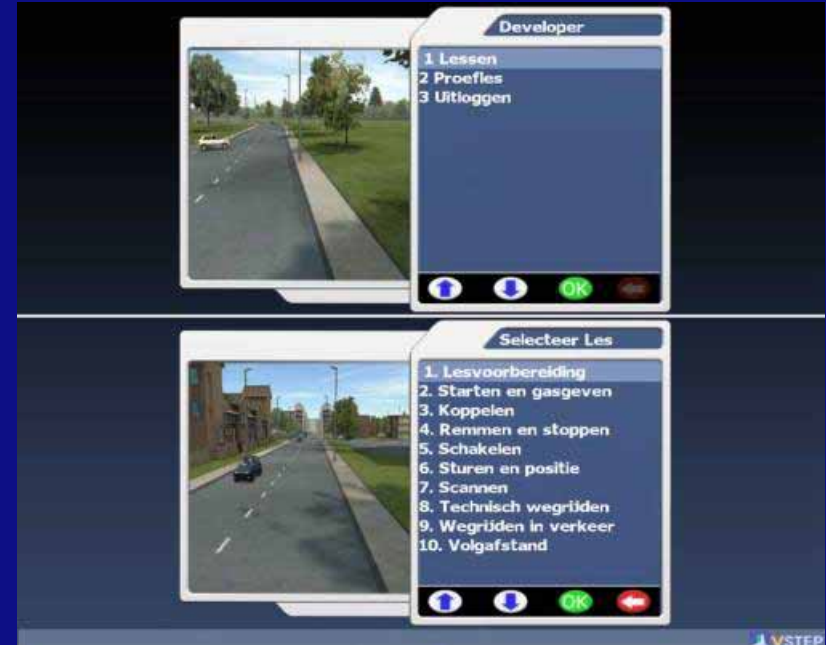 Developer
1 Lessen
2 Proefles
3 Uitloggen
OK
Selecteer Les
1. Lesvoorbereiding
2. Starten en gasgeven
3. Koppelen
4. Remmen en stoppen
5. Schakelen
6. Sturen en positie
7. Scannen
8. Technisch wegrijden
9. Wegrijden in verkeer
10. Volgafstand
OK
VSTEP